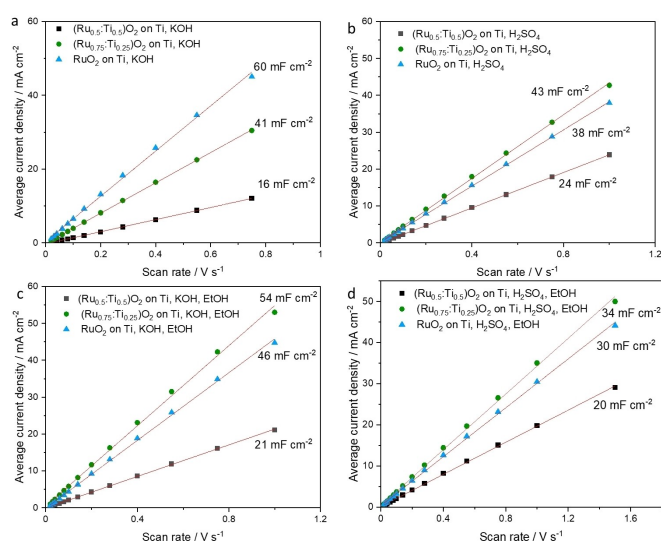 a
(Ru0.5:Ti0.5)O2 on Ti, KOH
(Ru0.75:Ti0.25)O2 on Ti, KOH
RuO2 on Ti, KOH
60 mF cm-2
41 mF cm-2
16 mF cm-2
Average current density / mA cm-2
60
40
20
0
0 0.2 0.4 0.6 0.8 1
Scan rate / V s-1
b
(Ru0.5:Ti0.5)O2 on Ti, H2SO4
(Ru0.75:Ti0.25)O2 on Ti, H2SO4
RuO2 on Ti, H2SO4
43 mF cm-2
38 mF cm-2
24 mF cm-2
Average current density / mA cm-2
60
40
20
0
0.0 0.4 0.8 1.2
Scan rate / V s-1
c
(Ru0.5:Ti0.5)O2 on Ti, KOH, EtOH
(Ru0.75:Ti0.25)O2 on Ti, KOH, EtOH
RuO2 on Ti, KOH, EtOH
54 mF cm-2
46 mF cm-2
21 mF cm-2
Average current density / mA cm-2
60
50
40
30
20
10
0
0 0.4 0.8 1.2
Scan rate / V s-1
d
(Ru0.5:Ti0.5)O2 on Ti, H2SO4, EtOH
(Ru0.75:Ti0.25)O2 on Ti, H2SO4, EtOH
RuO2 on Ti, H2SO4, EtOH
34 mF cm-2
30 mF cm-2
20 mF cm-2
Average current density / mA cm-2
50
40
30
20
10
0
0 0.4 0.8 1.2 1.6
Scan rate / V s-1